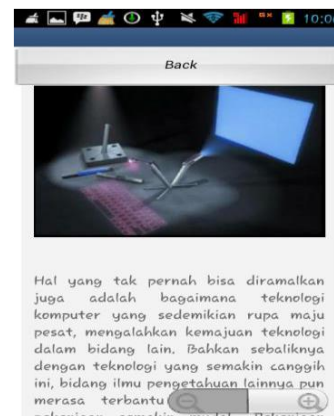 10:0
Back
Hal yang tak pernah bisa diramalkan
juga adalah bagaimana teknologi
komputer yang sedemikian rupa maju
pesat, mengalahkan kemajuan teknologi
dalam bidang lain. Bahkan sebaliknya
dengan teknologi yang semakin canggih
ini, bidang ilmu pengetahuan lainnya pun
merasa terbantu